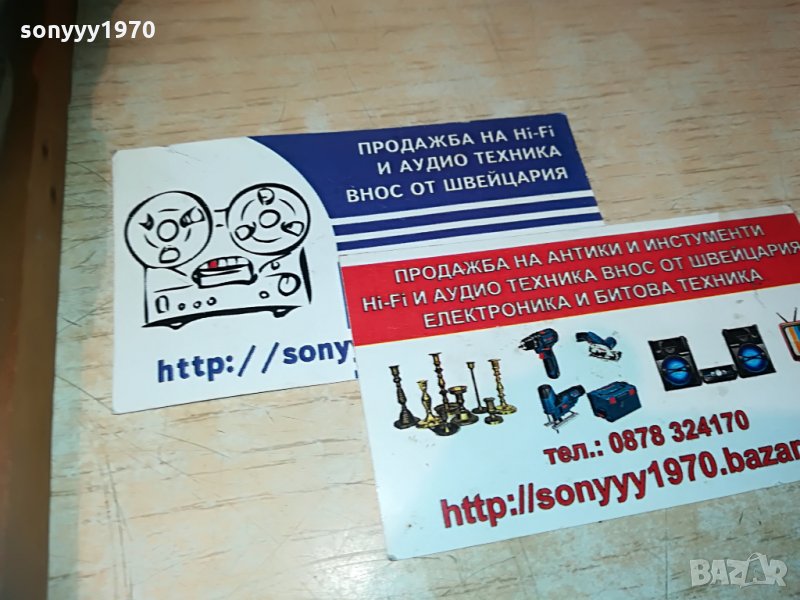 sonyyy1970
ПРОДАЖБА НА Hi-Fi
И АУДИО ТЕХНИКА
ВНОС ОТ ШВЕЙЦАРИЯ
http://sony
ПРОДАЖБА НА АНТИКИ И ИНСТУМЕНТИ
Hi-Fi И АУДИО ТЕХНИКА ВНОС ОТ ШВЕЙЦАРИЯ
ЕЛЕКТРОНИКА И БИТОВА ТЕХНИКА
тел.: 0878 324170
http://sonyyy1970.bazar
BAZAR